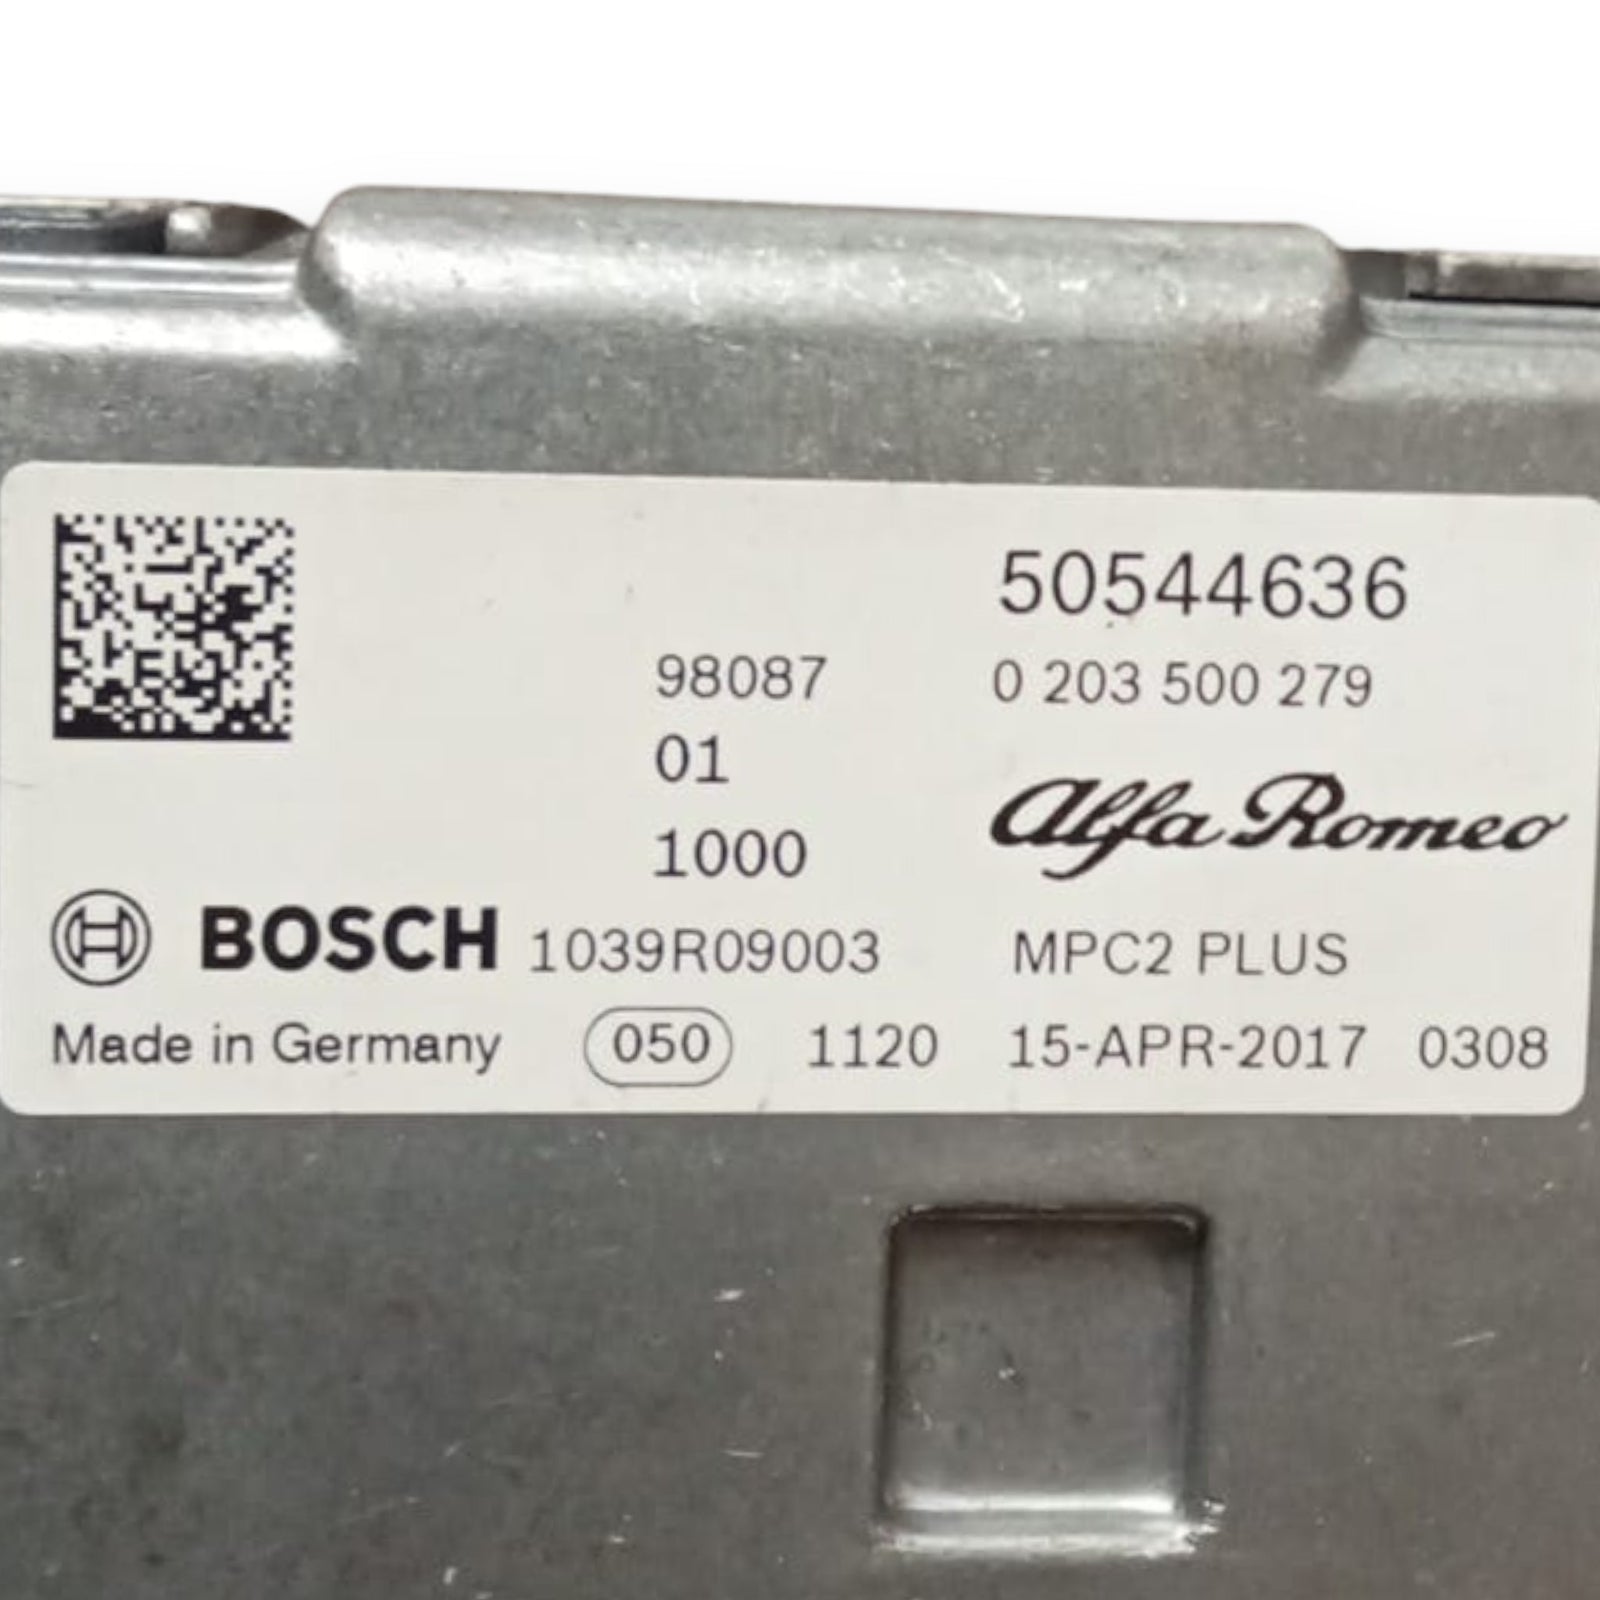 50544636
98087 0 203 500 279
01
Alfa Romeo
1000
BOSCH 1039R09003 MPC2 PLUS
Made in Germany 050 1120 15-APR-2017 0308